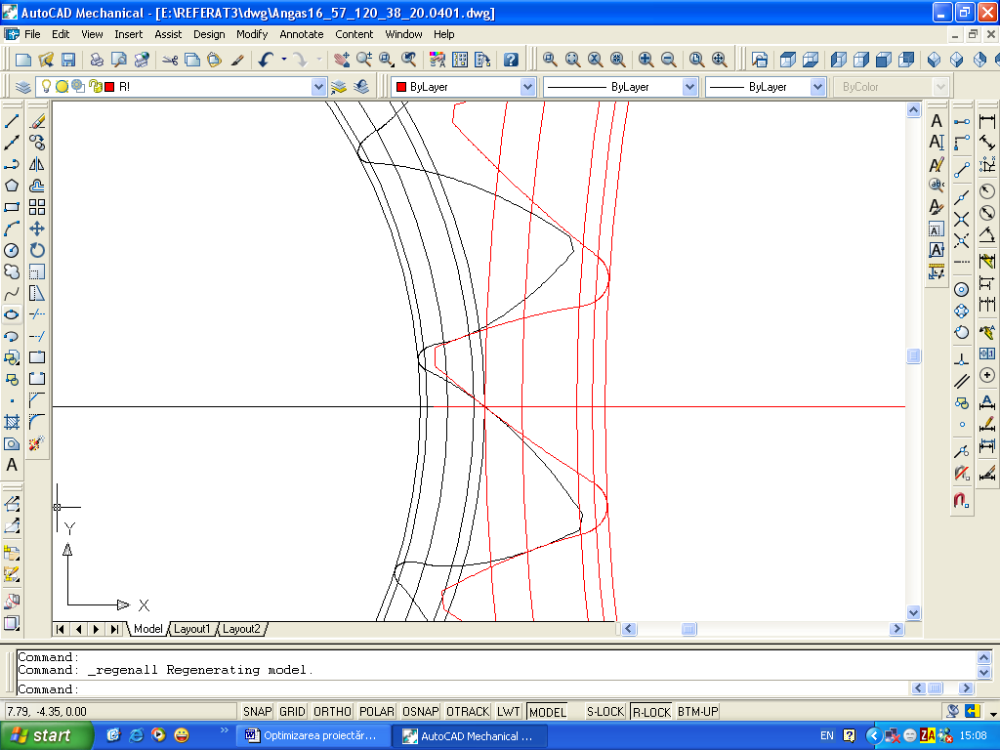 AutoCAD Mechanical - [E:\REFERAT3\dwg\Angas16_57_120_38_20.0401.dwg]
File Edit View Insert Assist Design Modify Annotate Content Window Help
R! ByLayer ByLayer ByLayer ByColor
Y
X
Model Layout1 Layout2
Command:
Command: _regenall Regenerating model.
Command:
7.79, -4.35, 0.00 SNAP GRID ORTHO POLAR OSNAP OTRACK LWT MODEL S-LOCK R-LOCK BTM-UP
start Optimizarea proiectăr... AutoCAD Mechanical ... EN 15:08